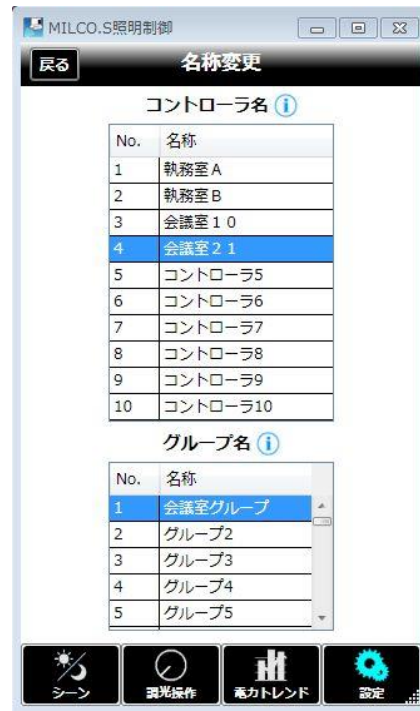 MILCO.S照明制御
戻る 名称変更
コントローラ名
No. 名称
1 執務室A
2 執務室B
3 会議室10
4 会議室21
5 コントローラ5
6 コントローラ6
7 コントローラ7
8 コントローラ8
9 コントローラ9
10 コントローラ10
グループ名
No. 名称
1 会議室グループ
2 グループ2
3 グループ3
4 グループ4
5 グループ5
シーン 調光操作 電力トレンド 設定